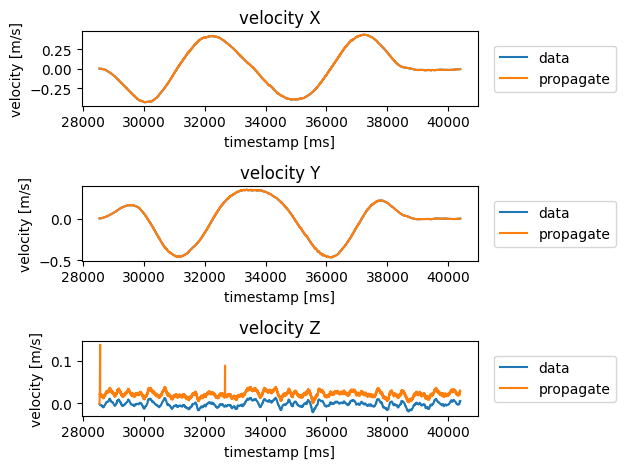 velocity X
velocity [m/s]
0.25
0.00
−0.25
28000 30000 32000 34000 36000 38000 40000
timestamp [ms]
data
propagate
velocity Y
velocity [m/s]
0.0
−0.5
28000 30000 32000 34000 36000 38000 40000
timestamp [ms]
data
propagate
velocity Z
velocity [m/s]
0.1
0.0
28000 30000 32000 34000 36000 38000 40000
timestamp [ms]
data
propagate